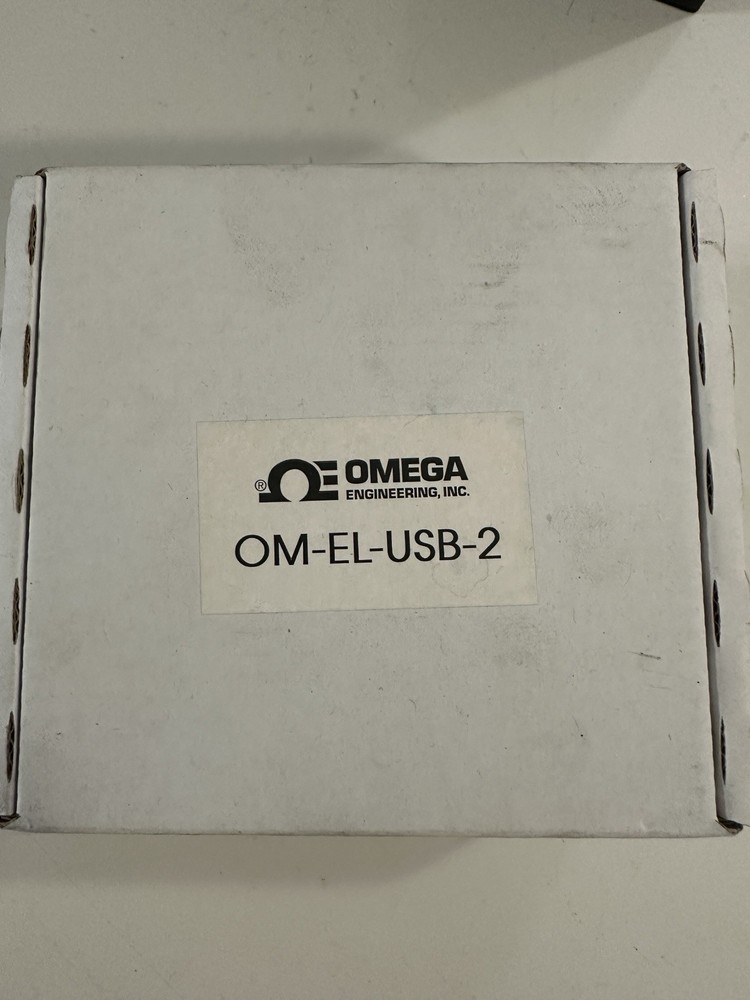 ® OMEGA
ENGINEERING, INC.
OM-EL-USB-2